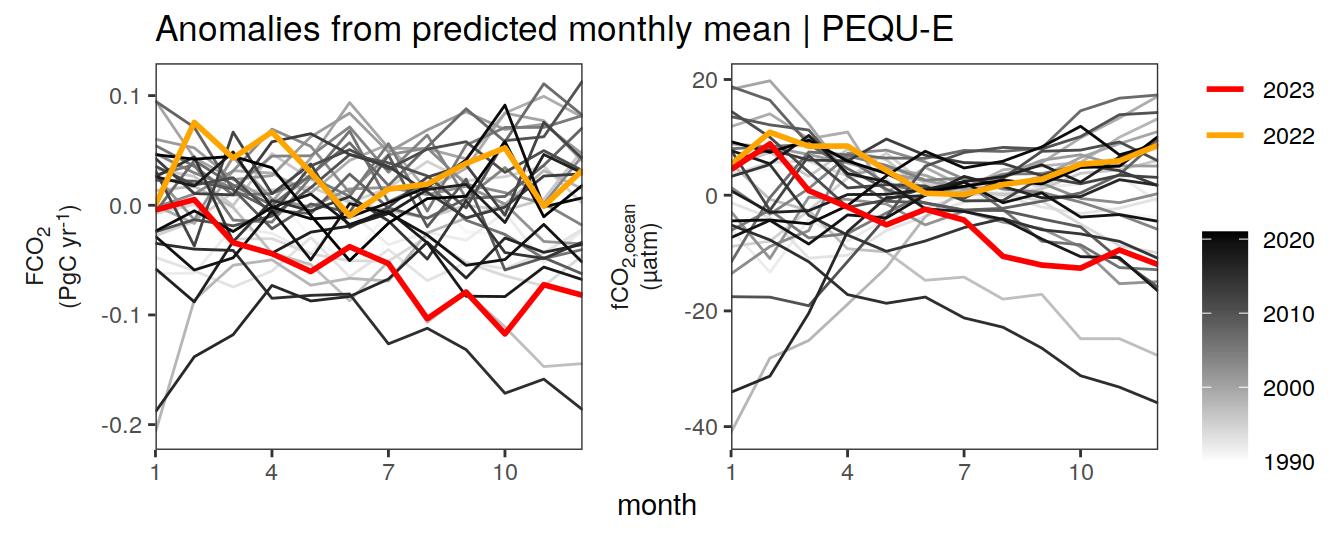 Anomalies from predicted monthly mean | PEQU-E
FCO₂
(PgC yr⁻¹)
0.1
0.0
-0.1
-0.2
1 4 7 10
fCO₂,ocean
(µatm)
20
0
-20
-40
1 4 7 10
month
2023
2022
2020
2010
2000
1990